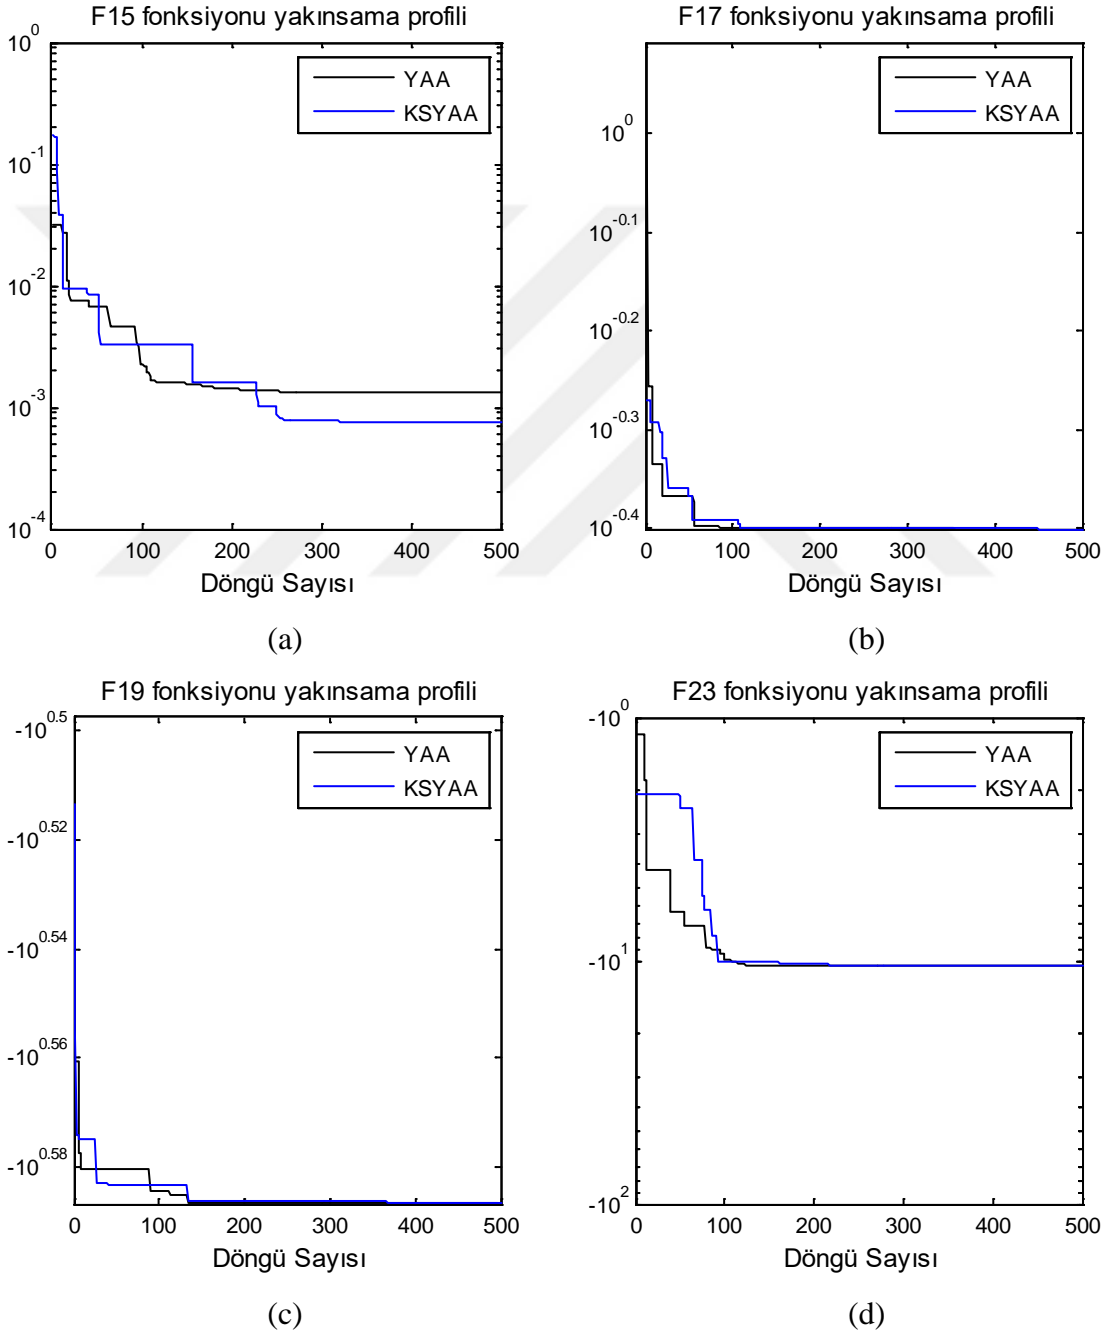 F15 fonksiyonu yakınsama profili
10^0
10^-1
10^-2
10^-3
10^-4
YAA
KSYAA
0 100 200 300 400 500
Döngü Sayısı
(a)
F17 fonksiyonu yakınsama profili
10^0
10^-0.1
10^-0.2
10^-0.3
10^-0.4
YAA
KSYAA
0 100 200 300 400 500
Döngü Sayısı
(b)
F19 fonksiyonu yakınsama profili
-10^0.5
-10^0.52
-10^0.54
-10^0.56
-10^0.58
YAA
KSYAA
0 100 200 300 400 500
Döngü Sayısı
(c)
F23 fonksiyonu yakınsama profili
-10^0
-10^1
-10^2
YAA
KSYAA
0 100 200 300 400 500
Döngü Sayısı
(d)